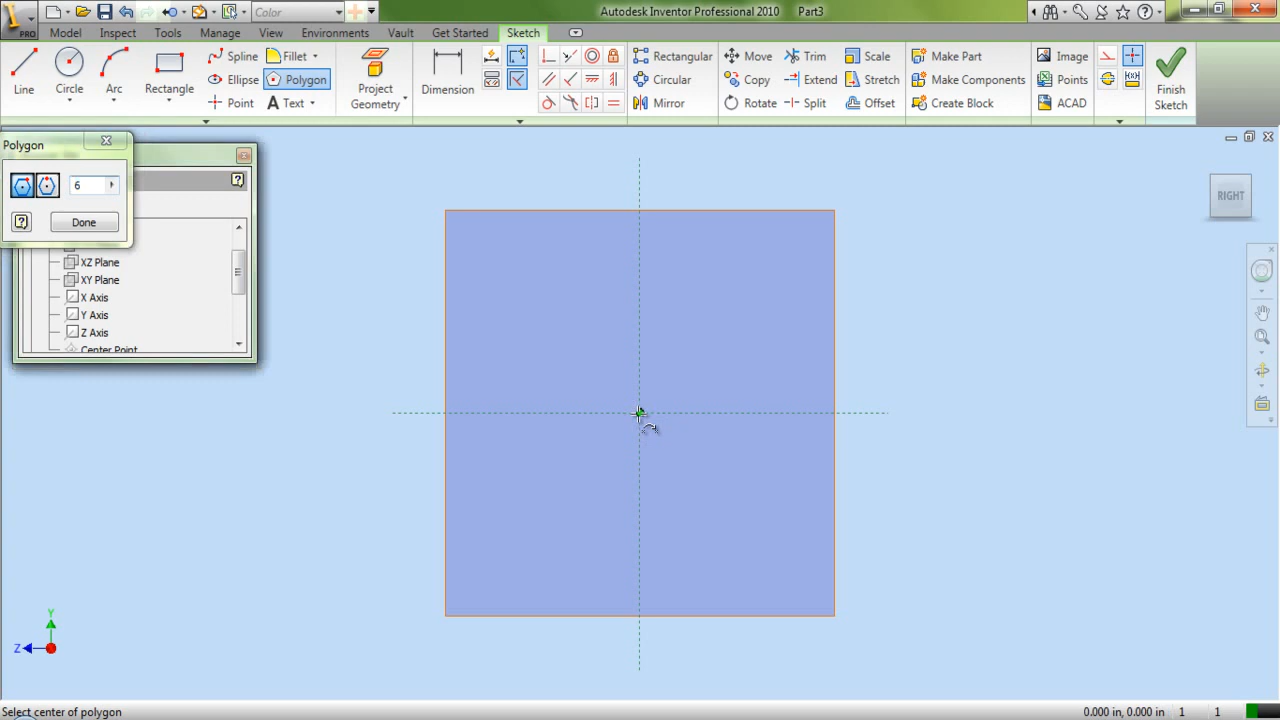 Color
Autodesk Inventor Professional 2010 Part3
PRO
Model Inspect Tools Manage View Environments Vault Get Started Sketch
Line
Circle
Arc
Rectangle
Spline
Ellipse
Point
Fillet
Polygon
Text
Project
Geometry
Dimension
Rectangular
Circular
Mirror
Move
Copy
Rotate
Trim
Extend
Split
Scale
Stretch
Offset
Make Part
Make Components
Create Block
Image
Points
ACAD
Finish
Sketch
Polygon
6
Done
XZ Plane
XY Plane
X Axis
Y Axis
Z Axis
Center Point
RIGHT
Y
Z
Select center of polygon
0.000 in, 0.000 in 1 1